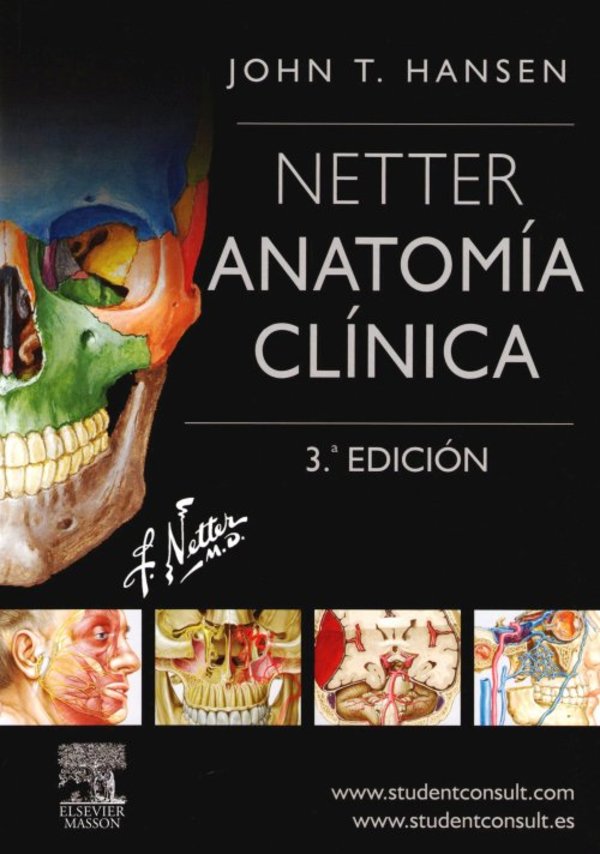 JOHN T. HANSEN
NETTER
ANATOMÍA
CLÍNICA
3.ª EDICIÓN
F. Netter
M.D.
ELSEVIER
MASSON
www.studentconsult.com
www.studentconsult.es